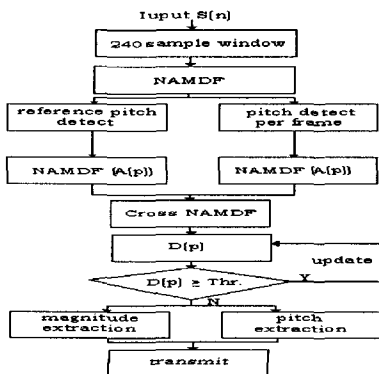 Iuput S(n)
240 sample window
NAMDF
reference pitch
detect
pitch detect
per frame
NAMDF (A(p))
NAMDF (A(p))
Cross NAMDF
D(p)
update
D(p) ≥ Thr.
Y
N
magnitude
extraction
pitch
extraction
transmit